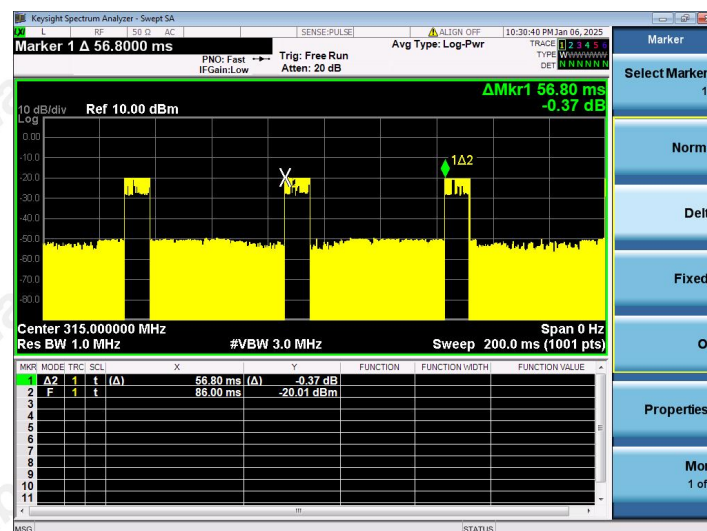 Keysight Spectrum Analyzer - Swept SA
L RF 50 Ω AC SENSE:PULSE ALIGN OFF 10:30:40 PM Jan 06, 2025
Marker 1 Δ 56.8000 ms
PNO: Fast
IFGain:Low
Trig: Free Run
Atten: 20 dB
Avg Type: Log-Pwr
TRACE 1 2 3 4 5 6
TYPE WWWWWW
DET N N N N N N
ΔMkr1 56.80 ms
-0.37 dB
10 dB/div Ref 10.00 dBm
Log
0.00
-10.0
-20.0
-30.0
-40.0
-50.0
-60.0
-70.0
-80.0
X
1Δ2
Center 315.000000 MHz Span 0 Hz
Res BW 1.0 MHz #VBW 3.0 MHz Sweep 200.0 ms (1001 pts)
MKR MODE TRC SCL X Y FUNCTION FUNCTION WIDTH FUNCTION VALUE
1 Δ2 1 t (Δ) 56.80 ms (Δ) -0.37 dB
2 F 1 t 86.00 ms -20.01 dBm
3
4
5
6
7
8
9
10
11
MSG STATUS
Marker
Select Marker
1
Norm
Delt
Fixed
O
Properties
Mor
1 of